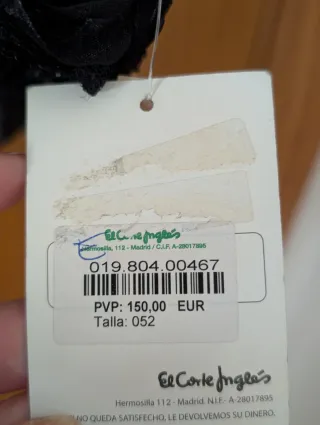 El Corte Inglés
Hermosilla, 112 - Madrid / C.I.F. A-28017895
019.804.00467
PVP: 150,00 EUR
Talla: 052
El Corte Inglés
Hermosilla 112 - Madrid. N.I.F.- A-28017895
NO QUEDA SATISFECHO, LE DEVOLVEMOS SU DINERO.